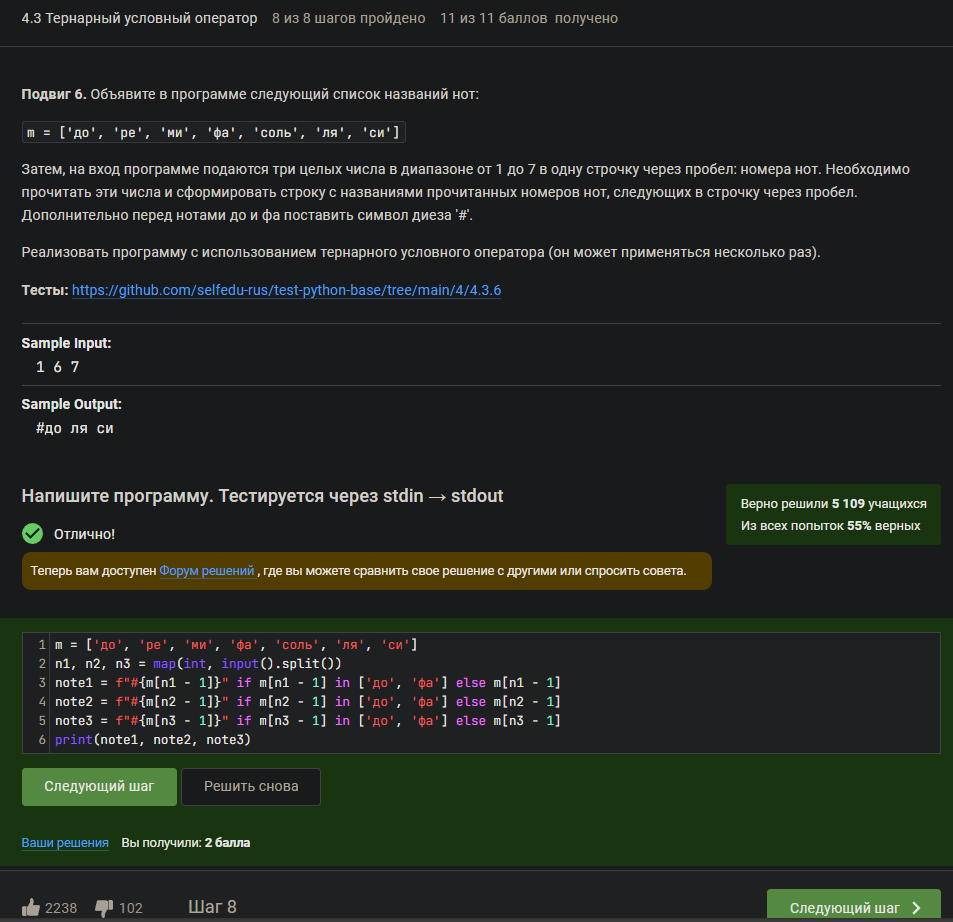 4.3 Тернарный условный оператор 8 из 8 шагов пройдено 11 из 11 баллов получено
Подвиг 6. Объявите в программе следующий список названий нот:
m = ['до', 'ре', 'ми', 'фа', 'соль', 'ля', 'си']
Затем, на вход программе подаются три целых числа в диапазоне от 1 до 7 в одну строчку через пробел: номера нот. Необходимо
прочитать эти числа и сформировать строку с названиями прочитанных номеров нот, следующих в строчку через пробел.
Дополнительно перед нотами до и фа поставить символ диеза '#'.
Реализовать программу с использованием тернарного условного оператора (он может применяться несколько раз).
Тесты: https://github.com/selfedu-rus/test-python-base/tree/main/4/4.3.6
Sample Input:
1 6 7
Sample Output:
#до ля си
Напишите программу. Тестируется через stdin → stdout
Верно решили 5 109 учащихся
Из всех попыток 55% верных
Отлично!
Теперь вам доступен Форум решений , где вы можете сравнить свое решение с другими или спросить совета.
1 m = ['до', 'ре', 'ми', 'фа', 'соль', 'ля', 'си']
2 n1, n2, n3 = map(int, input().split())
3 note1 = f"#{m[n1 - 1]}" if m[n1 - 1] in ['до', 'фа'] else m[n1 - 1]
4 note2 = f"#{m[n2 - 1]}" if m[n2 - 1] in ['до', 'фа'] else m[n2 - 1]
5 note3 = f"#{m[n3 - 1]}" if m[n3 - 1] in ['до', 'фа'] else m[n3 - 1]
6 print(note1, note2, note3)
Следующий шаг Решить снова
Ваши решения Вы получили: 2 балла
2238 102 Шаг 8 Следующий шаг